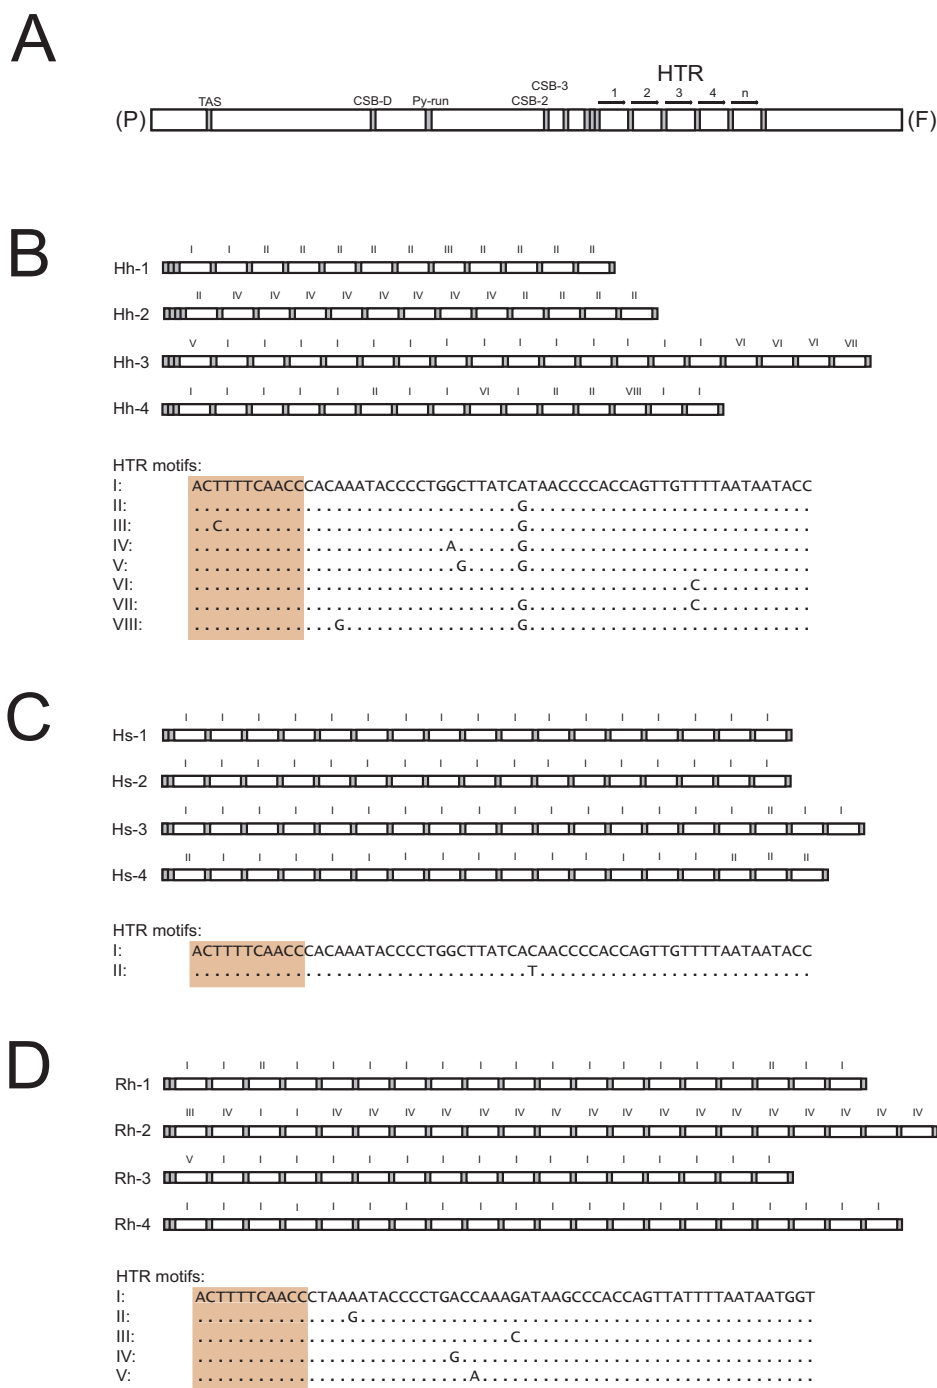 A
HTR
CSB-3
1 2 3 4 n
TAS CSB-D Py-run CSB-2
(P) (F)
B
I I II II II II II III II II II II
Hh-1
II IV IV IV IV IV IV IV IV II II II II
Hh-2
V I I I I I I I I I I I I I I VI VI VI VII
Hh-3
I I I I I II I I VI I II II VIII I I
Hh-4
HTR motifs:
I: ACTTTTCAACCCACAAATACCCCTGGCTTATCATAACCCCACCAGTTGTTTTAATAATACC
II: ................................G............................
III: ..C.............................G............................
IV: .........................A......G............................
V: ..........................G.....G............................
VI: .................................................C...........
VII: ................................G................C...........
VIII: ..............G.................G............................
C
I I I I I I I I I I I I I I I I I
Hs-1
I I I I I I I I I I I I I I I I I
Hs-2
I I I I I I I I I I I I I I I I II I I
Hs-3
II I I I I I I I I I I I I I I II II II
Hs-4
HTR motifs:
I: ACTTTTCAACCCACAAATACCCCTGGCTTATCACAACCCCACCAGTTGTTTTAATAATACC
II: .................................T...........................
D
I I II I I I I I I I I I I I I I II I I
Rh-1
III IV I I IV IV IV IV IV IV IV IV IV IV IV IV IV IV IV IV IV
Rh-2
V I I I I I I I I I I I I I I I I
Rh-3
I I I I I I I I I I I I I I I I I I I I
Rh-4
HTR motifs:
I: ACTTTTCAACCCTAAAATACCCCTGACCAAAGATAAGCCCACCAGTTATTTTAATAATGGT
II: ...............G.............................................
III: ...............................C.............................
IV: .........................G...................................
V: ...........................A.................................